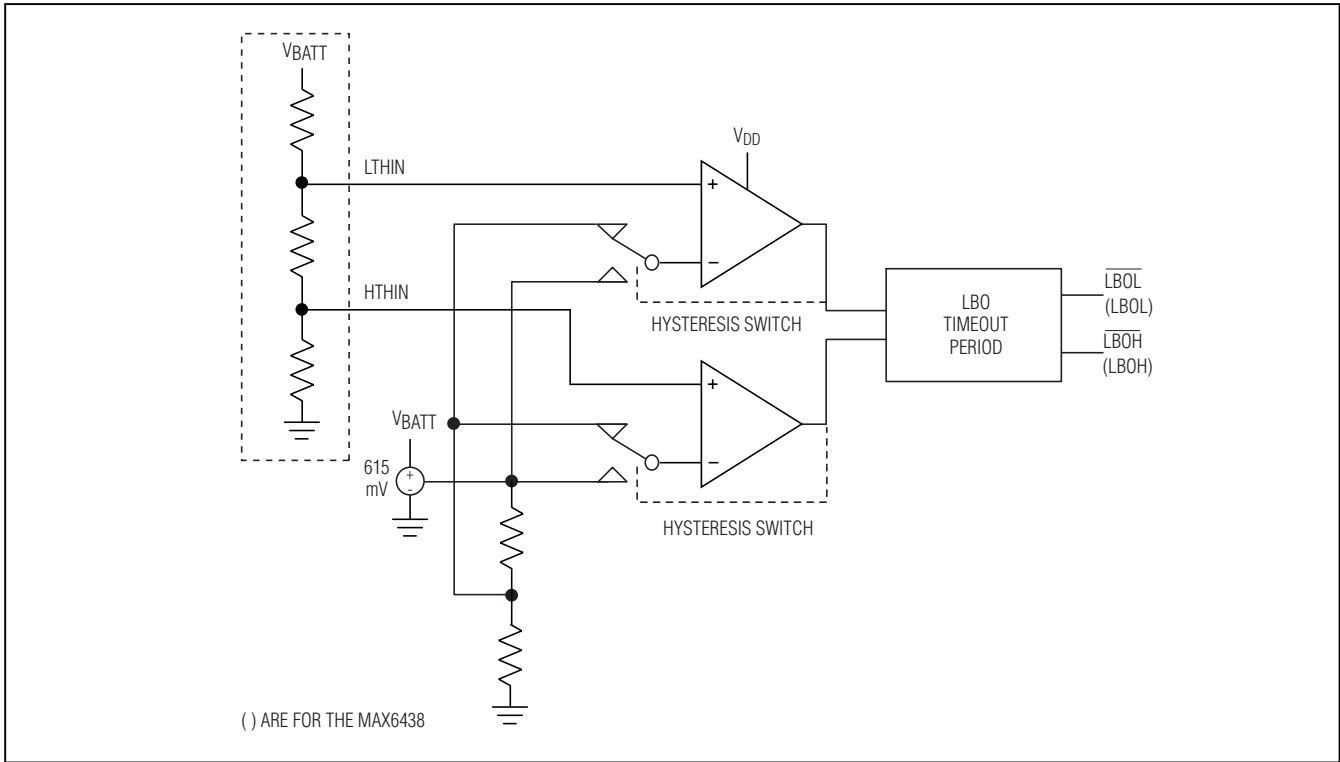 VBATT
LTHIN
VDD
+
−
HYSTERESIS SWITCH
HTHIN
LBO
TIMEOUT
PERIOD
LBOL
(LBOL)
LBOH
(LBOH)
VBATT
615
mV
+
-
+
−
HYSTERESIS SWITCH
( ) ARE FOR THE MAX6438